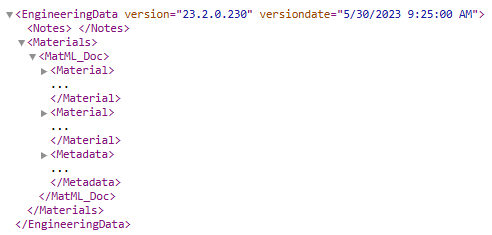 <EngineeringData version="23.2.0.230" versiondate="5/30/2023 9:25:00 AM">
<Notes> </Notes>
<Materials>
<MatML_Doc>
<Material>
...
</Material>
<Material>
...
</Material>
<Metadata>
...
</Metadata>
</MatML_Doc>
</Materials>
</EngineeringData>